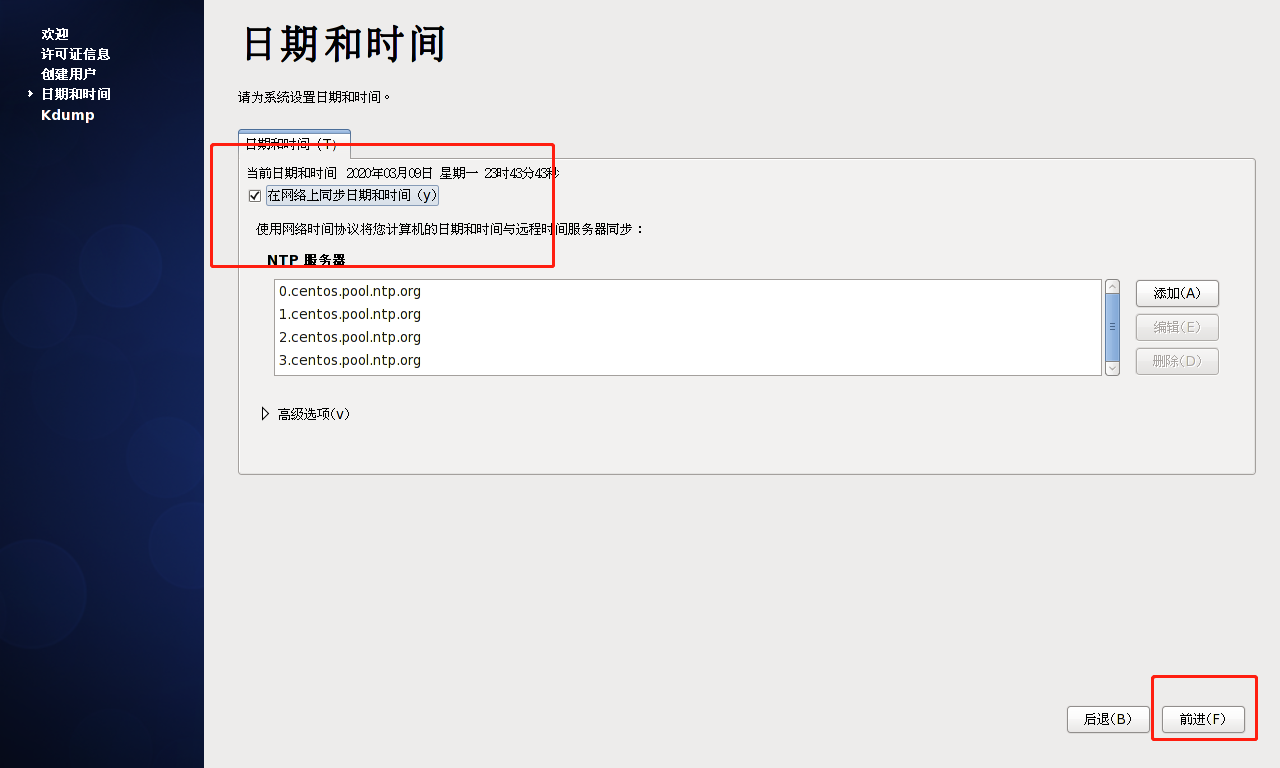 欢迎
许可证信息
创建用户
日期和时间
Kdump
日期和时间
请为系统设置日期和时间。
日期和时间（T）
当前日期和时间 2020年03月09日 星期一 23时43分43秒
在网络上同步日期和时间（y）
使用网络时间协议将您计算机的日期和时间与远程时间服务器同步：
NTP 服务器
0.centos.pool.ntp.org
1.centos.pool.ntp.org
2.centos.pool.ntp.org
3.centos.pool.ntp.org
添加(A)
编辑(E)
删除(D)
高级选项(v)
后退(B)
前进(F)